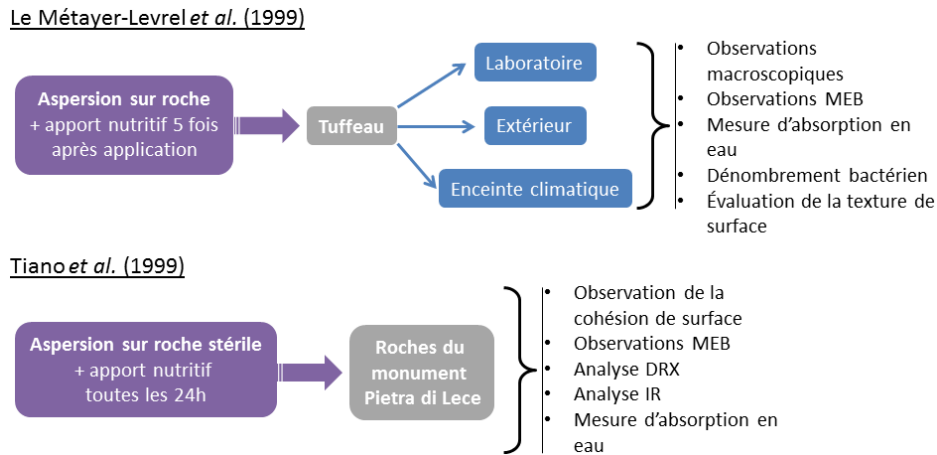 Le Métayer-Levrel et al. (1999)
Aspersion sur roche
+ apport nutritif 5 fois
après application
Tuffeau
Laboratoire
Extérieur
Enceinte climatique
• Observations
macroscopiques
• Observations MEB
• Mesure d'absorption en
eau
• Dénombrement bactérien
• Évaluation de la texture de
surface
Tiano et al. (1999)
Aspersion sur roche stérile
+ apport nutritif
toutes les 24h
Roches du
monument
Pietra di Lece
• Observation de la
cohésion de surface
• Observations MEB
• Analyse DRX
• Analyse IR
• Mesure d'absorption en
eau